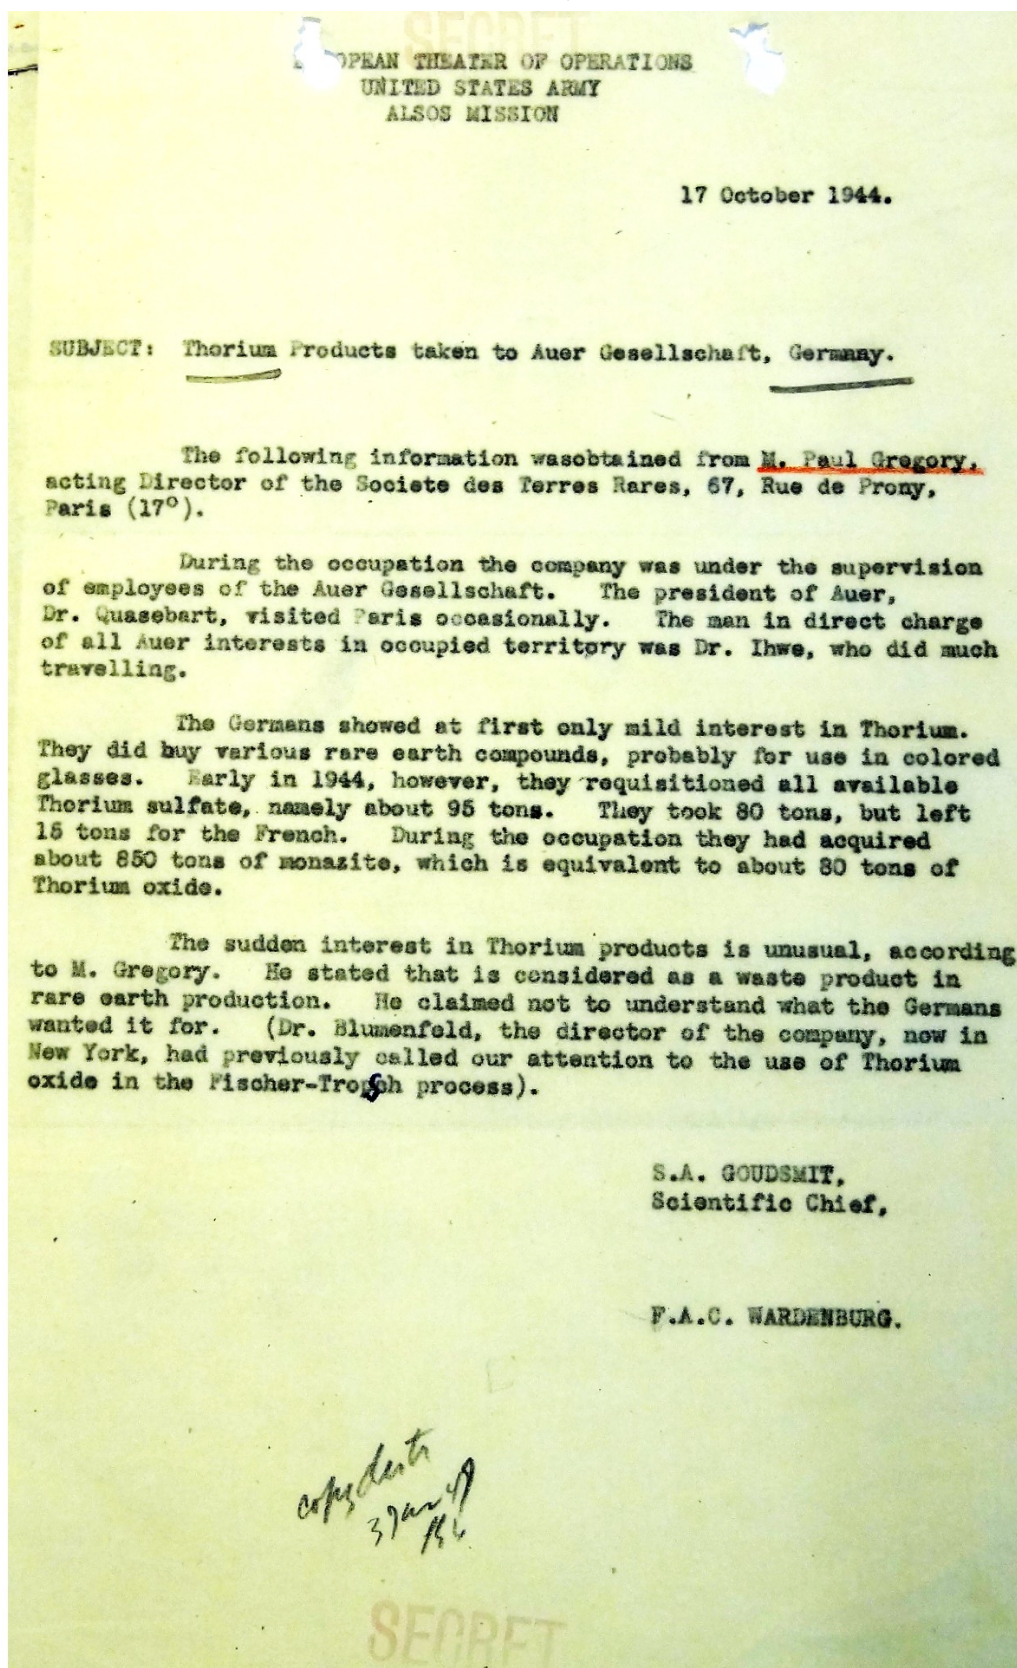 SECRET
EUROPEAN THEATER OF OPERATIONS
UNITED STATES ARMY
ALSOS MISSION
17 October 1944.
SUBJECT: Thorium Products taken to Auer Gesellschaft, Germany.
The following information wasobtained from M. Paul Gregory,
acting Director of the Societe des Terres Rares, 67, Rue de Prony,
Paris (17°).
During the occupation the company was under the supervision
of employees of the Auer Gesellschaft. The president of Auer,
Dr. Quasebart, visited Paris occasionally. The man in direct charge
of all Auer interests in occupied territory was Dr. Ihwe, who did much
travelling.
The Germans showed at first only mild interest in Thorium.
They did buy various rare earth compounds, probably for use in colored
glasses. Early in 1944, however, they requisitioned all available
Thorium sulfate, namely about 95 tons. They took 80 tons, but left
15 tons for the French. During the occupation they had acquired
about 850 tons of monazite, which is equivalent to about 80 tons of
Thorium oxide.
The sudden interest in Thorium products is unusual, according
to M. Gregory. He stated that is considered as a waste product in
rare earth production. He claimed not to understand what the Germans
wanted it for. (Dr. Blumenfeld, the director of the company, now in
New York, had previously called our attention to the use of Thorium
oxide in the Fischer-Tropsch process).
S.A. GOUDSMIT,
Scientific Chief,
F.A.C. WARDENBURG.
copy
3 Jan
SECRET